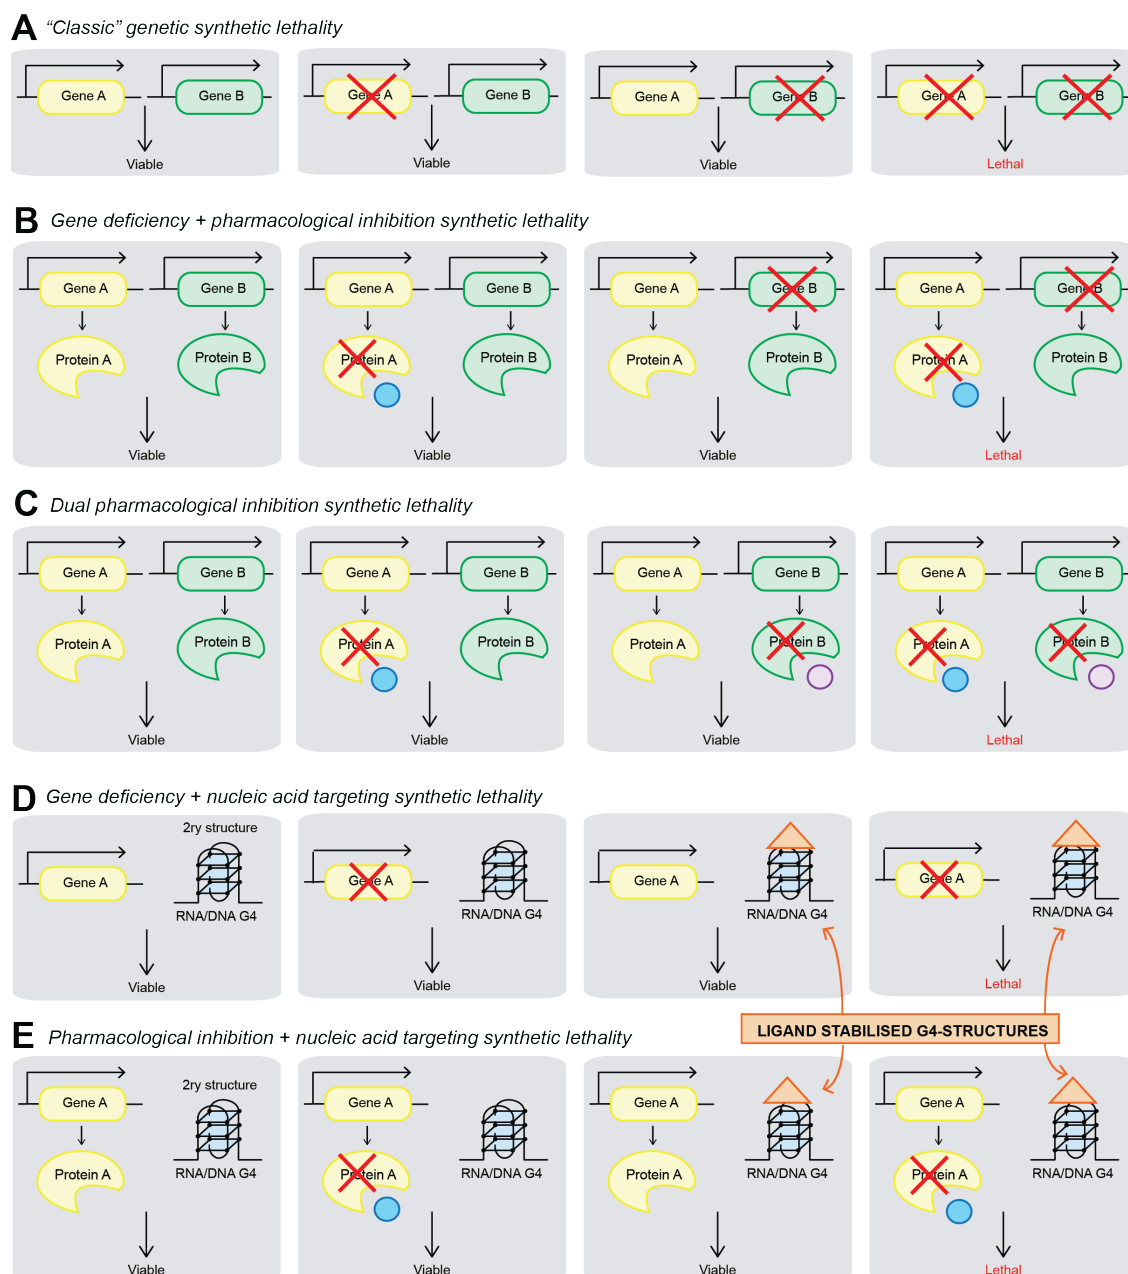 A "Classic" genetic synthetic lethality
Gene A Gene B Gene A Gene B Gene A Gene B Gene A Gene B
Viable Viable Viable Lethal
B Gene deficiency + pharmacological inhibition synthetic lethality
Gene A Gene B Gene A Gene B Gene A Gene B Gene A Gene B
Protein A Protein B Protein A Protein B Protein A Protein B Protein A Protein B
Viable Viable Viable Lethal
C Dual pharmacological inhibition synthetic lethality
Gene A Gene B Gene A Gene B Gene A Gene B Gene A Gene B
Protein A Protein B Protein A Protein B Protein A Protein B Protein A Protein B
Viable Viable Viable Lethal
D Gene deficiency + nucleic acid targeting synthetic lethality
2ry structure
Gene A Gene A Gene A Gene A
RNA/DNA G4 RNA/DNA G4 RNA/DNA G4 RNA/DNA G4
Viable Viable Viable Lethal
LIGAND STABILISED G4-STRUCTURES
E Pharmacological inhibition + nucleic acid targeting synthetic lethality
2ry structure
Gene A Gene A Gene A Gene A
Protein A RNA/DNA G4 Protein A RNA/DNA G4 Protein A RNA/DNA G4 Protein A RNA/DNA G4
Viable Viable Viable Lethal